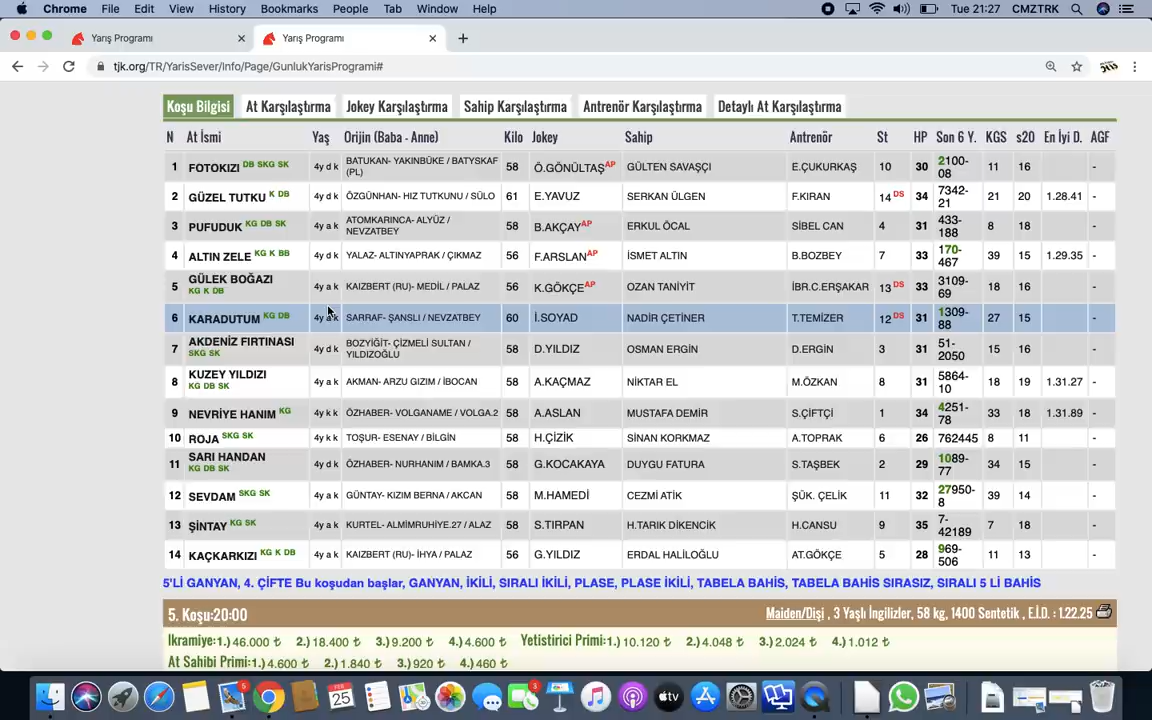 Chrome File Edit View History Bookmarks People Tab Window Help Tue 21:27 CMZTRK
Yarış Programı Yarış Programı
tjk.org/TR/YarisSever/Info/Page/GunlukYarisProgrami#
Koşu Bilgisi At Karşılaştırma Jokey Karşılaştırma Sahip Karşılaştırma Antrenör Karşılaştırma Detaylı At Karşılaştırma
N At İsmi Yaş Orijin (Baba - Anne) Kilo Jokey Sahip Antrenör St HP Son 6 Y. KGS s20 En İyi D. AGF
1 FOTOKIZI DB SKG SK 4y d k BATUKAN- YAKINBÜKE / BATYSKAF (PL) 58 Ö.GÖNÜLTAŞ AP GÜLTEN SAVAŞÇI E.ÇUKURKAŞ 10 30 2100-08 11 16 -
2 GÜZEL TUTKU K DB 4y d k ÖZGÜNHAN- HIZ TUTKUNU / SÜLO 61 E.YAVUZ SERKAN ÜLGEN F.KIRAN 14 DS 34 7342-21 21 20 1.28.41 -
3 PUFUDUK KG DB SK 4y a k ATOMKARINCA- ALYÜZ / NEVZATBEY 58 B.AKÇAY AP ERKUL ÖCAL SİBEL CAN 4 31 433-188 8 18 -
4 ALTIN ZELE KG K BB 4y d k YALAZ- ALTINYAPRAK / ÇIKMAZ 56 F.ARSLAN AP İSMET ALTIN B.BOZBEY 7 33 170-467 39 15 1.29.35 -
5 GÜLEK BOĞAZI KG K DB 4y a k KAIZBERT (RU)- MEDİL / PALAZ 56 K.GÖKÇE AP OZAN TANİYİT İBR.C.ERŞAKAR 13 DS 33 3109-69 18 16 -
6 KARADUTUM KG DB 4y a k SARRAF- ŞANSLI / NEVZATBEY 60 İ.SOYAD NADİR ÇETİNER T.TEMİZER 12 DS 31 1309-88 27 15 -
7 AKDENİZ FIRTINASI SKG SK 4y d k BOZYİĞİT- ÇİZMELİ SULTAN / YILDIZOĞLU 58 D.YILDIZ OSMAN ERGİN D.ERGİN 3 31 51-2050 15 16 -
8 KUZEY YILDIZI KG DB SK 4y a k AKMAN- ARZU GIZIM / İBOCAN 58 A.KAÇMAZ NİKTAR EL M.ÖZKAN 8 31 5864-10 18 19 1.31.27 -
9 NEVRİYE HANIM KG 4y k k ÖZHABER- VOLGANAME / VOLGA.2 58 A.ASLAN MUSTAFA DEMİR S.ÇİFTÇİ 1 34 4251-78 33 18 1.31.89 -
10 ROJA SKG SK 4y k k TOŞUR- ESENAY / BİLGİN 58 H.ÇİZİK SİNAN KORKMAZ A.TOPRAK 6 26 762445 8 11 -
11 SARI HANDAN KG DB SK 4y d k ÖZHABER- NURHANIM / BAMKA.3 58 G.KOCAKAYA DUYGU FATURA S.TAŞBEK 2 29 1089-77 34 15 -
12 SEVDAM SKG SK 4y a k GÜNTAY- KIZIM BERNA / AKCAN 58 M.HAMEDİ CEZMİ ATİK ŞÜK. ÇELİK 11 32 27950-8 39 14 -
13 ŞİNTAY KG SK 4y a k KURTEL- ALMİMRUHİYE.27 / ALAZ 58 S.TIRPAN H.TARIK DİKENCİK H.CANSU 9 35 7-42189 7 18 -
14 KAÇKARKIZI KG K DB 4y a k KAIZBERT (RU)- İHYA / PALAZ 56 G.YILDIZ ERDAL HALİLOĞLU AT.GÖKÇE 5 28 969-506 11 13 -
5'Lİ GANYAN, 4. ÇİFTE Bu koşudan başlar, GANYAN, İKİLİ, SIRALI İKİLİ, PLASE, PLASE İKİLİ, TABELA BAHİS, TABELA BAHİS SIRASIZ, SIRALI 5 Lİ BAHİS
5. Koşu:20:00 Maiden/Dişi , 3 Yaşlı İngilizler, 58 kg, 1400 Sentetik , E.İ.D. : 1.22.25
Ikramiye:1.) 46.000 ₺ 2.) 18.400 ₺ 3.) 9.200 ₺ 4.) 4.600 ₺ Yetistirici Primi:1.) 10.120 ₺ 2.) 4.048 ₺ 3.) 2.024 ₺ 4.) 1.012 ₺
At Sahibi Primi:1.) 4.600 ₺ 2.) 1.840 ₺ 3.) 920 ₺ 4.) 460 ₺